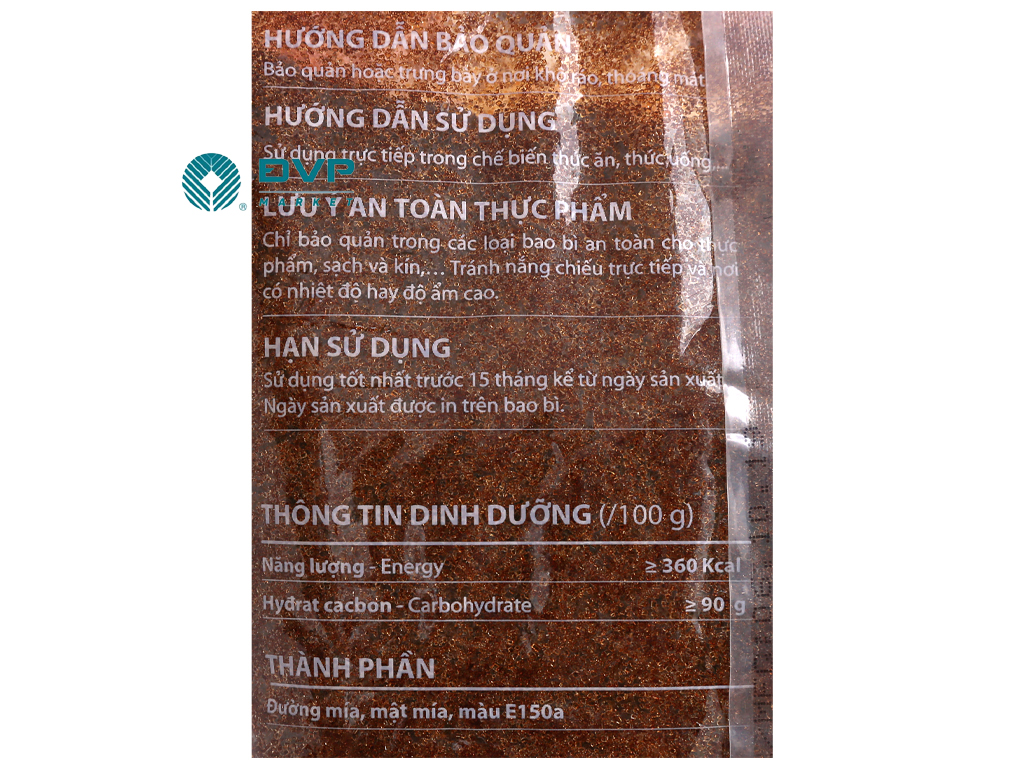 HƯỚNG DẪN BẢO QUẢN
Bảo quản hoặc trưng bày ở nơi khô ráo, thoáng mát
HƯỚNG DẪN SỬ DỤNG
Sử dụng trực tiếp trong chế biến thức ăn, thức uống...
ĐVP
MARKET
®
LƯU Ý AN TOÀN THỰC PHẨM
Chỉ bảo quản trong các loại bao bì an toàn cho thực
phẩm, sạch và kín,... Tránh nắng chiếu trực tiếp và nơi
có nhiệt độ hay độ ẩm cao.
HẠN SỬ DỤNG
Sử dụng tốt nhất trước 15 tháng kể từ ngày sản xuất
Ngày sản xuất được in trên bao bì.
THÔNG TIN DINH DƯỠNG (/100 g)
Năng lượng - Energy ≥ 360 Kcal
Hyđrat cacbon - Carbohydrate ≥ 90 g
THÀNH PHẦN
Đường mía, mật mía, màu E150a